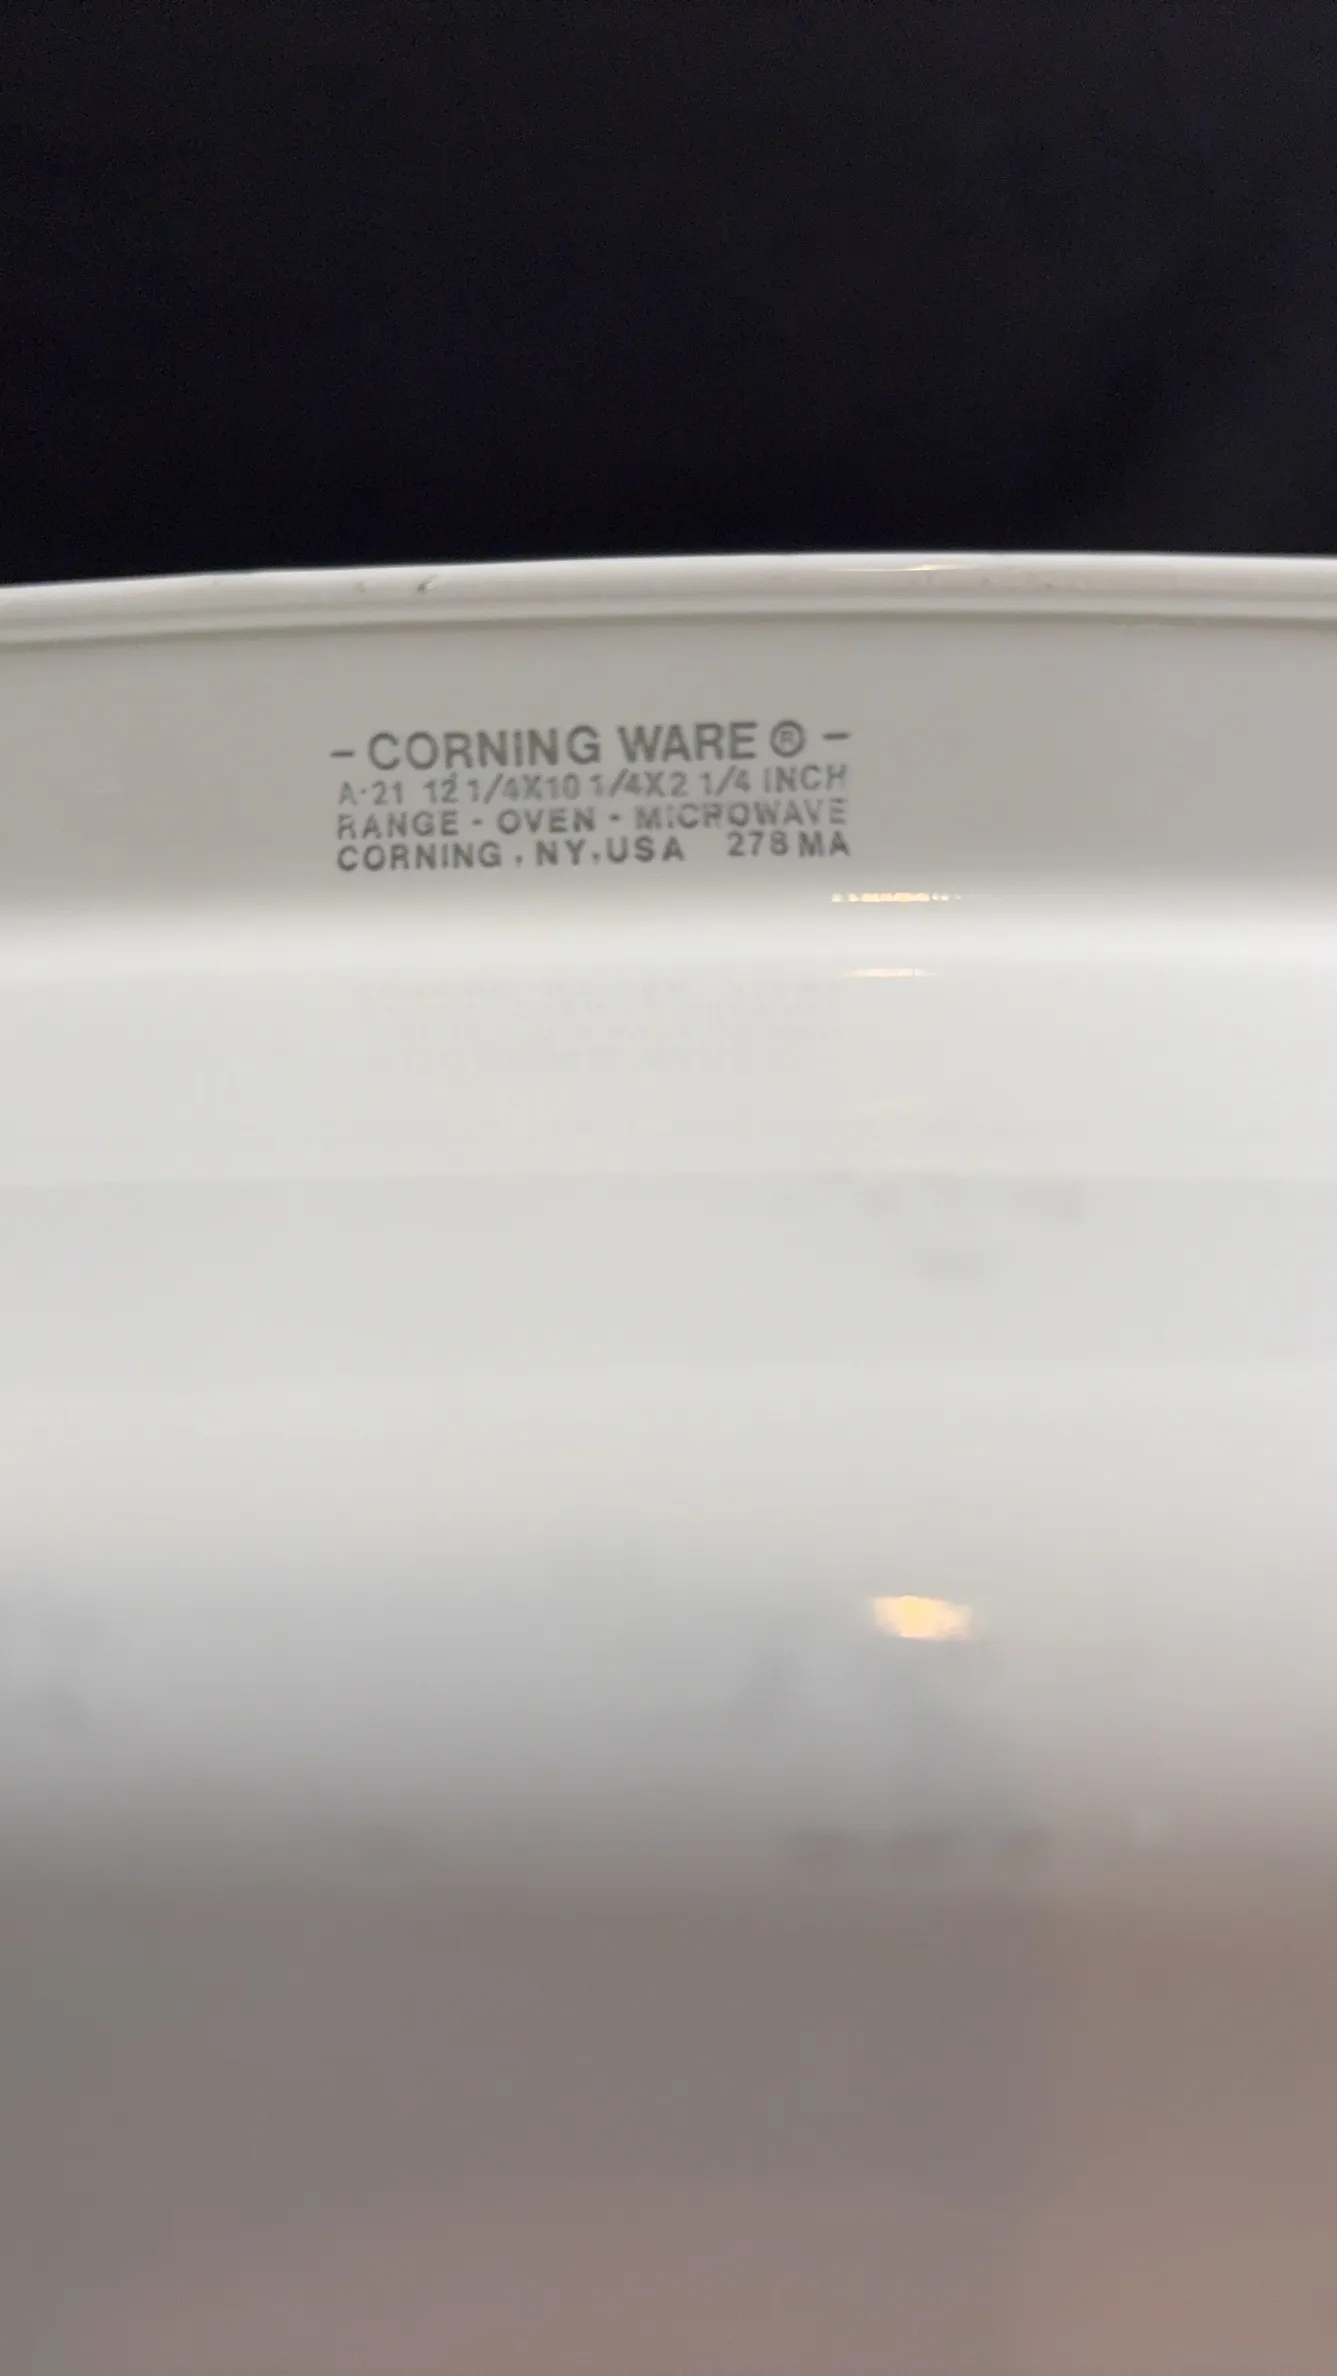 - CORNING WARE ® -
A-21 12 1/4X10 1/4X2 1/4 INCH
RANGE - OVEN - MICROWAVE
CORNING, NY, USA 278 MA